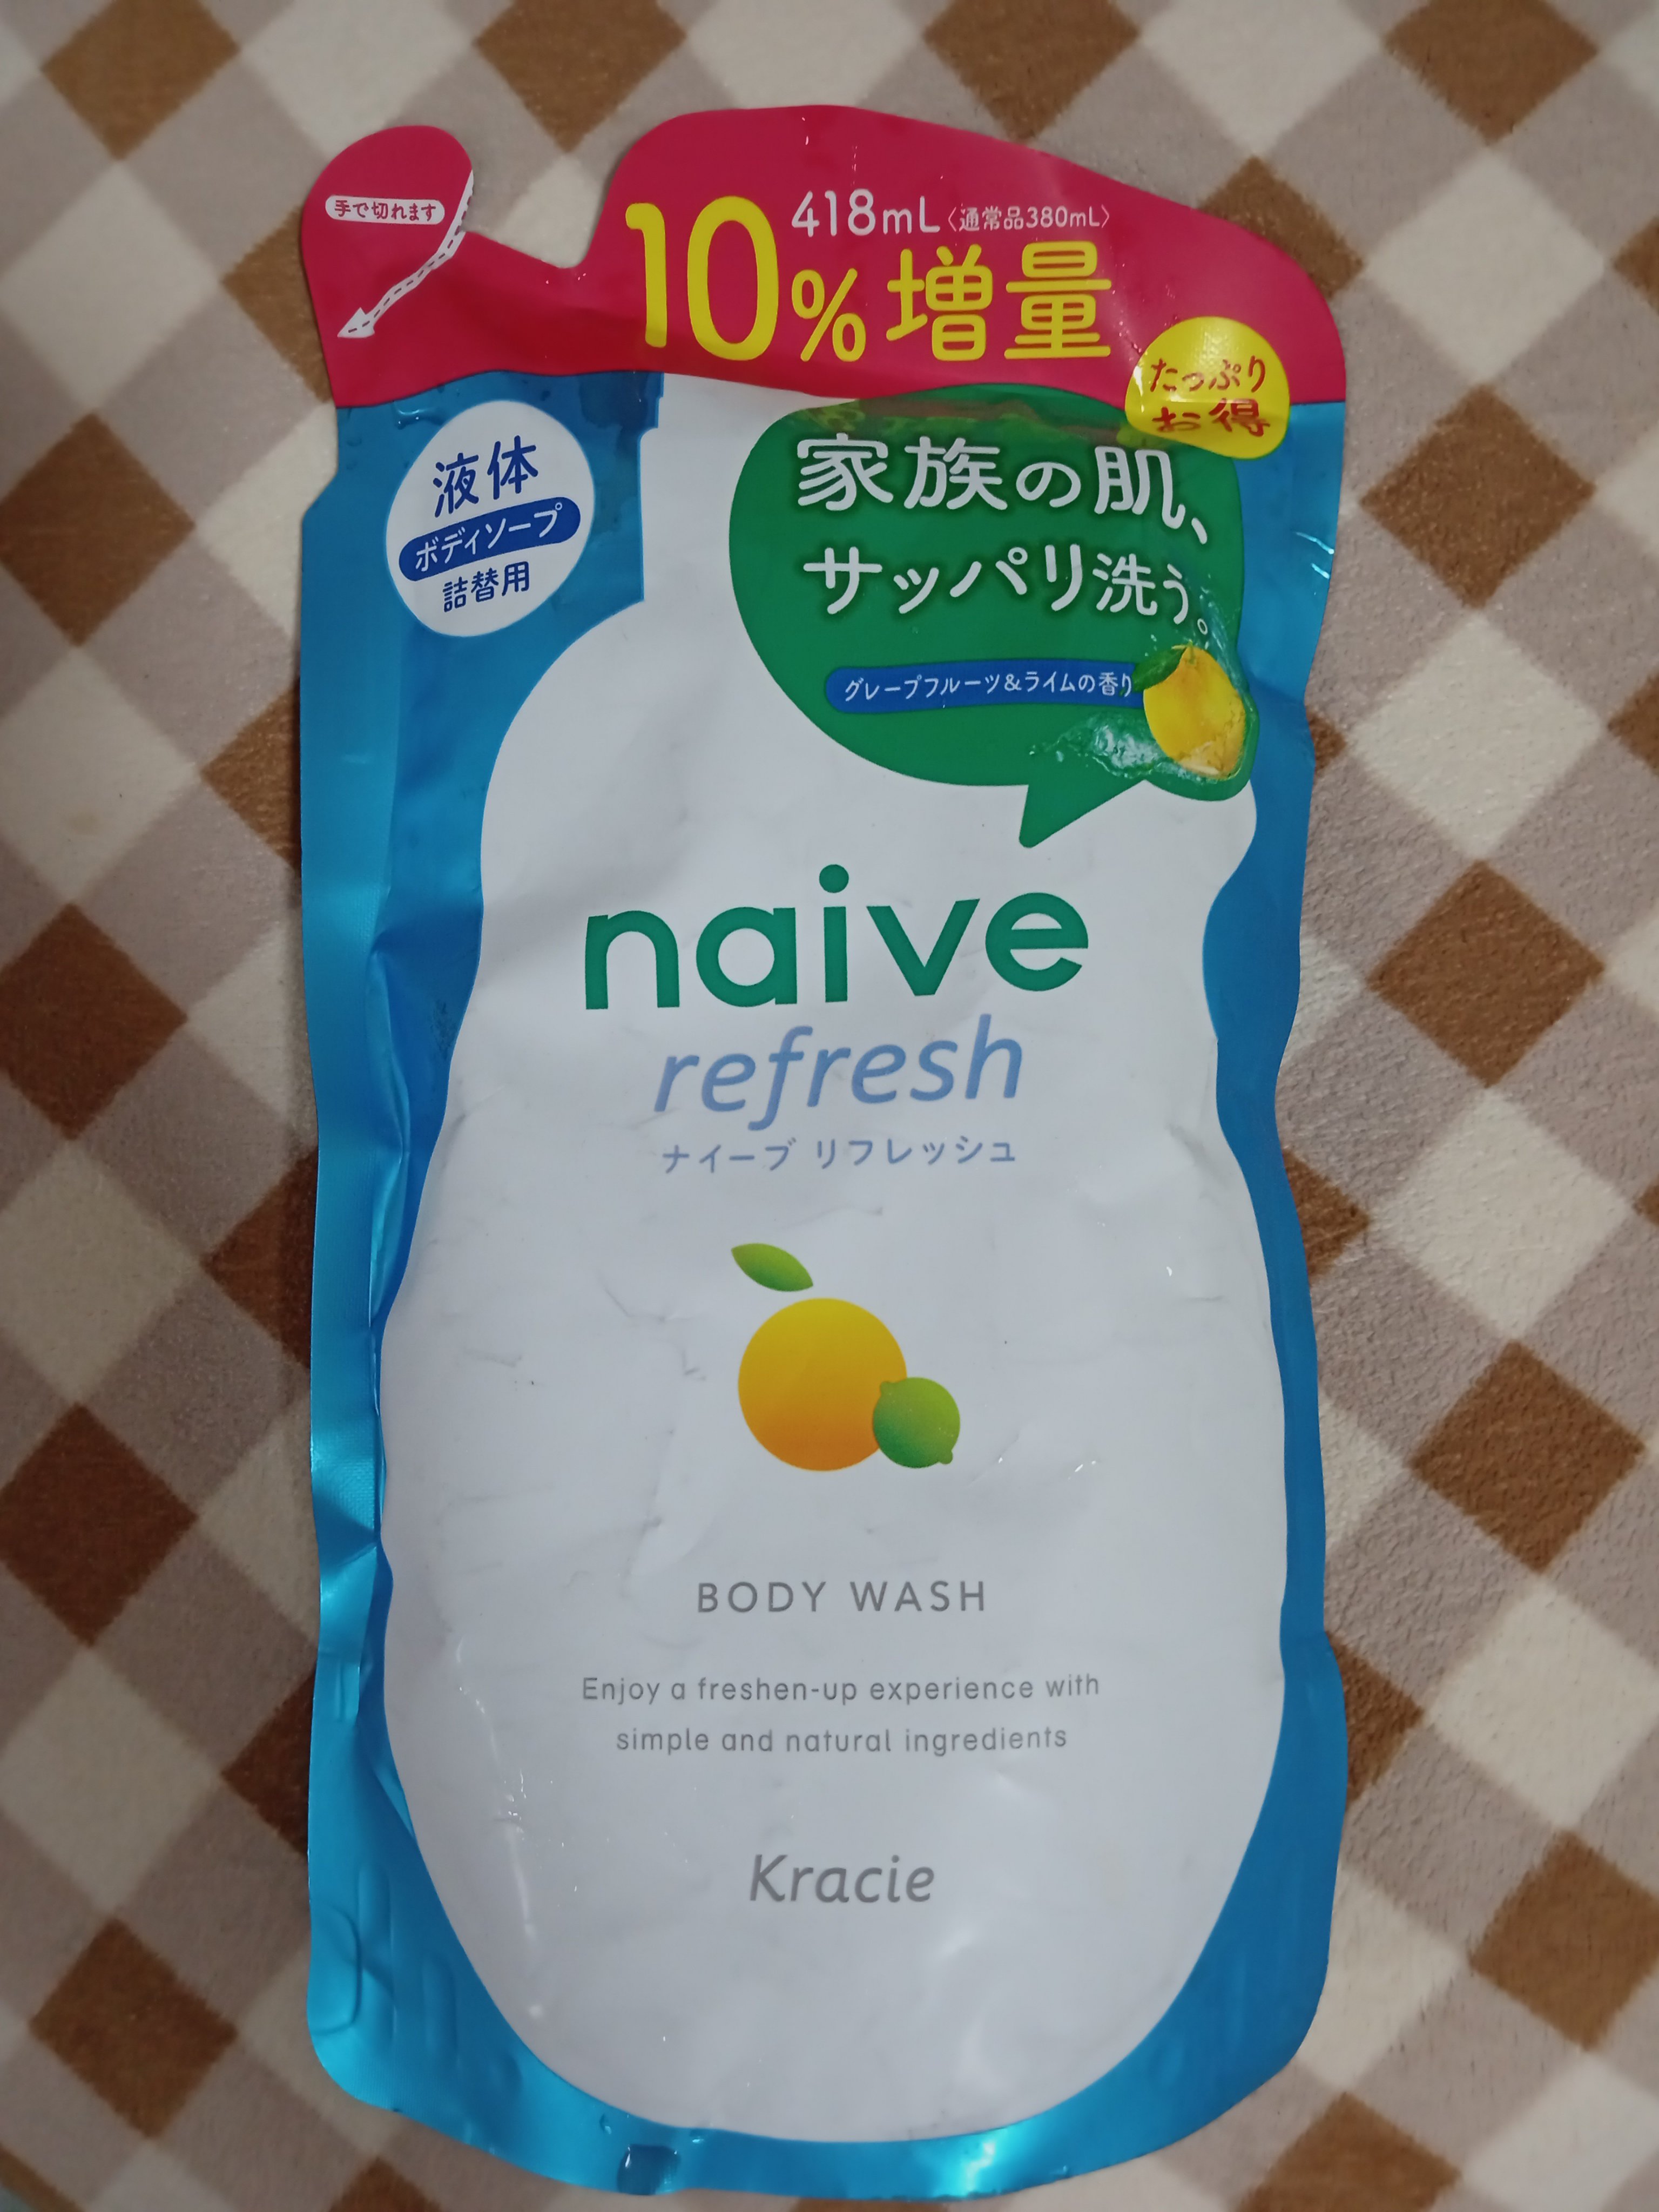 手で切れます
418mL〈通常品380mL〉
10%増量
たっぷり
お得
液体
ボディソープ
詰替用
家族の肌、
サッパリ洗う。
グレープフルーツ&ライムの香り
naive
refresh
ナイーブ リフレッシュ
BODY WASH
Enjoy a freshen-up experience with
simple and natural ingredients
Kracie